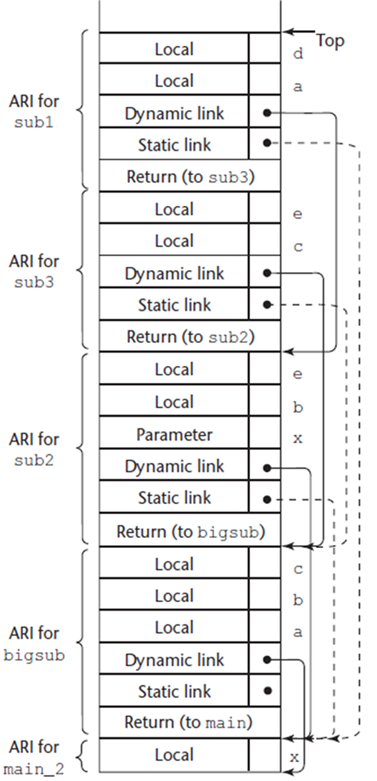 Top
Local d
Local a
ARI for
sub1
Dynamic link
Static link
Return (to sub3)
Local e
Local c
ARI for
sub3
Dynamic link
Static link
Return (to sub2)
Local e
Local b
Parameter x
ARI for
sub2
Dynamic link
Static link
Return (to bigsub)
Local c
Local b
Local a
ARI for
bigsub
Dynamic link
Static link
Return (to main)
ARI for
main_2
Local x